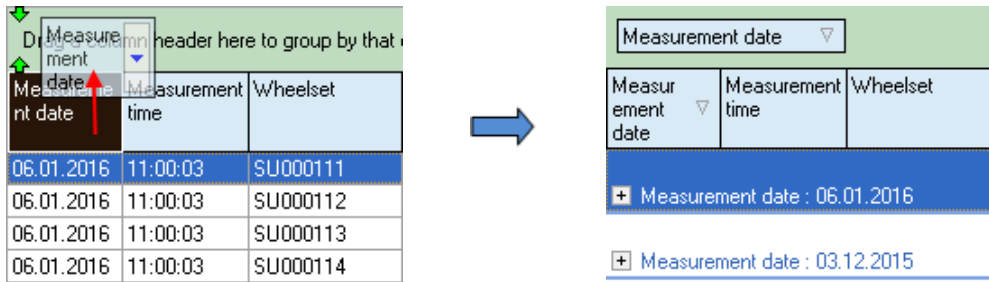 Measure
ment
date
Drag a column header here to group by that
Measureme
nt date
Measurement
time
Wheelset
06.01.2016 11:00:03 SU000111
06.01.2016 11:00:03 SU000112
06.01.2016 11:00:03 SU000113
06.01.2016 11:00:03 SU000114
Measurement date
Measur
ement
date
Measurement
time
Wheelset
Measurement date : 06.01.2016
Measurement date : 03.12.2015